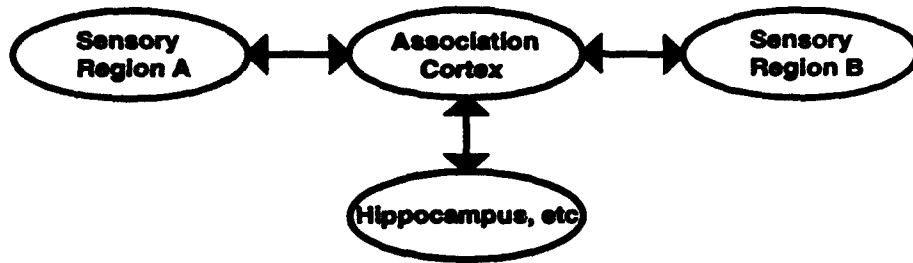 Sensory
Region A
Association
Cortex
Sensory
Region B
Hippocampus, etc